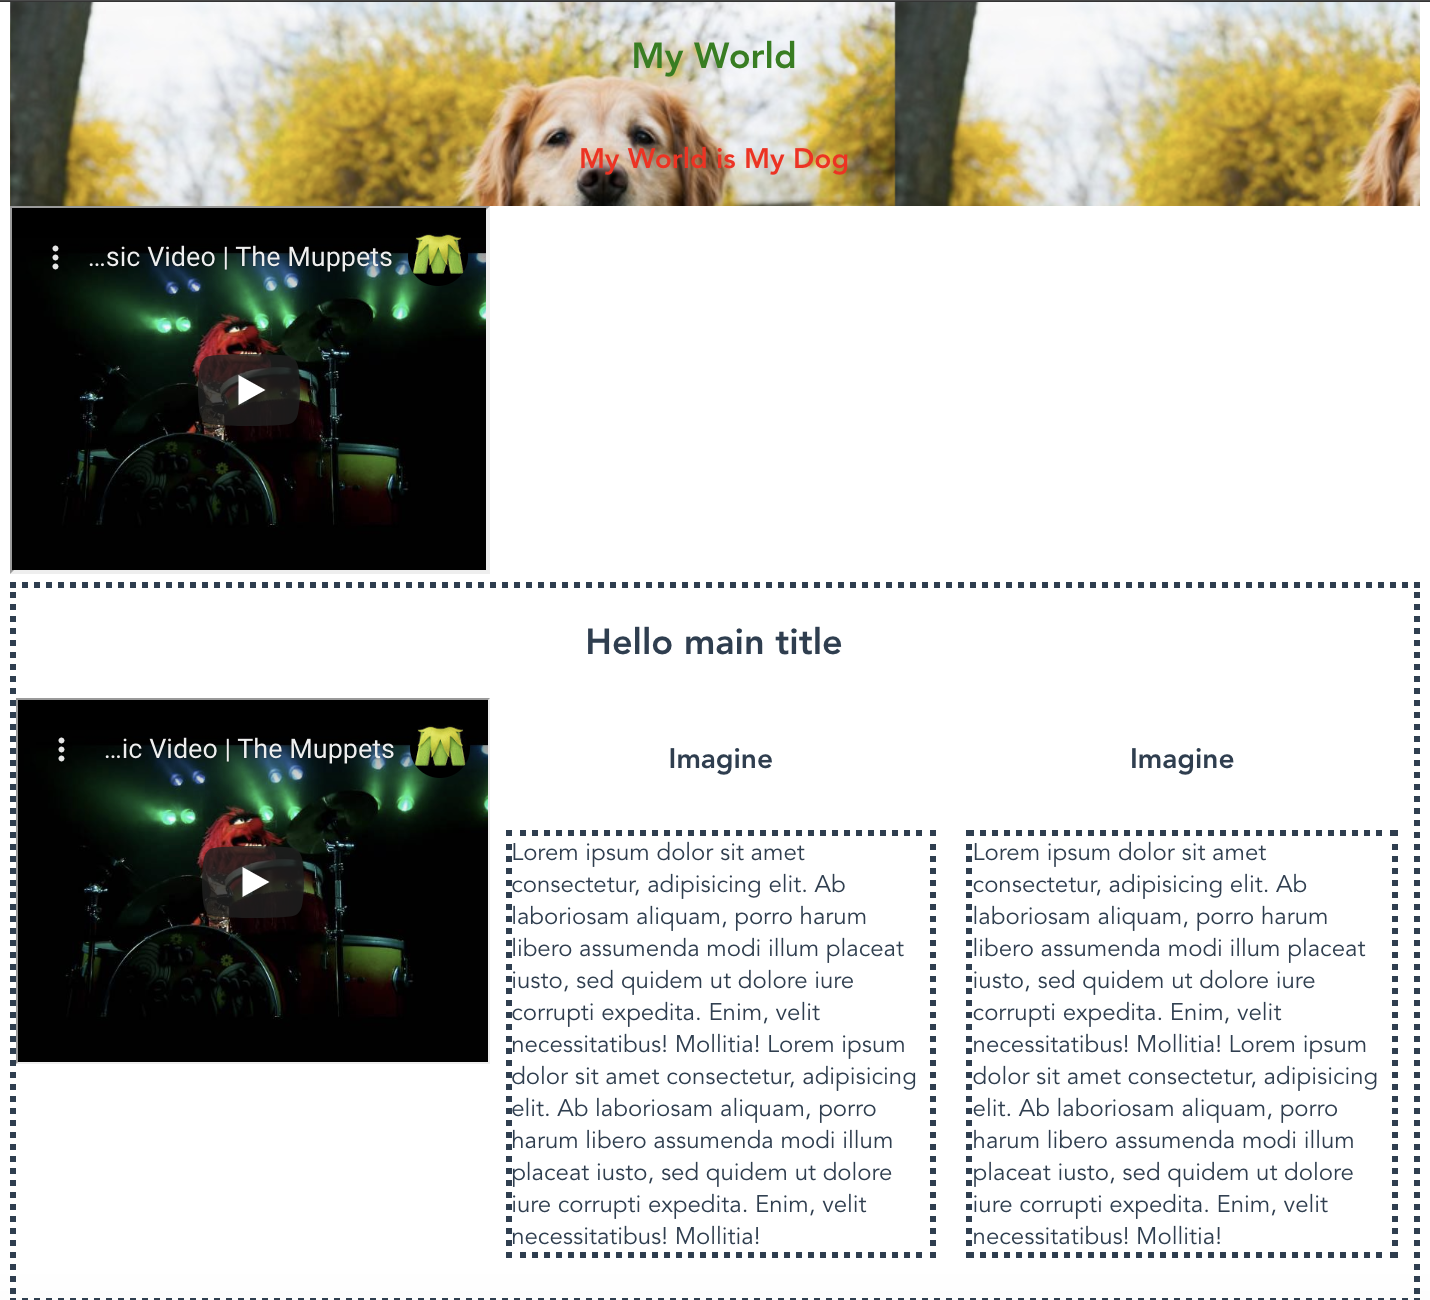 My World
My World is My Dog
...sic Video | The Muppets
Hello main title
...ic Video | The Muppets
Imagine
Lorem ipsum dolor sit amet
consectetur, adipisicing elit. Ab
laboriosam aliquam, porro harum
libero assumenda modi illum placeat
iusto, sed quidem ut dolore iure
corrupti expedita. Enim, velit
necessitatibus! Mollitia! Lorem ipsum
dolor sit amet consectetur, adipisicing
elit. Ab laboriosam aliquam, porro
harum libero assumenda modi illum
placeat iusto, sed quidem ut dolore
iure corrupti expedita. Enim, velit
necessitatibus! Mollitia!
Imagine
Lorem ipsum dolor sit amet
consectetur, adipisicing elit. Ab
laboriosam aliquam, porro harum
libero assumenda modi illum placeat
iusto, sed quidem ut dolore iure
corrupti expedita. Enim, velit
necessitatibus! Mollitia! Lorem ipsum
dolor sit amet consectetur, adipisicing
elit. Ab laboriosam aliquam, porro
harum libero assumenda modi illum
placeat iusto, sed quidem ut dolore
iure corrupti expedita. Enim, velit
necessitatibus! Mollitia!